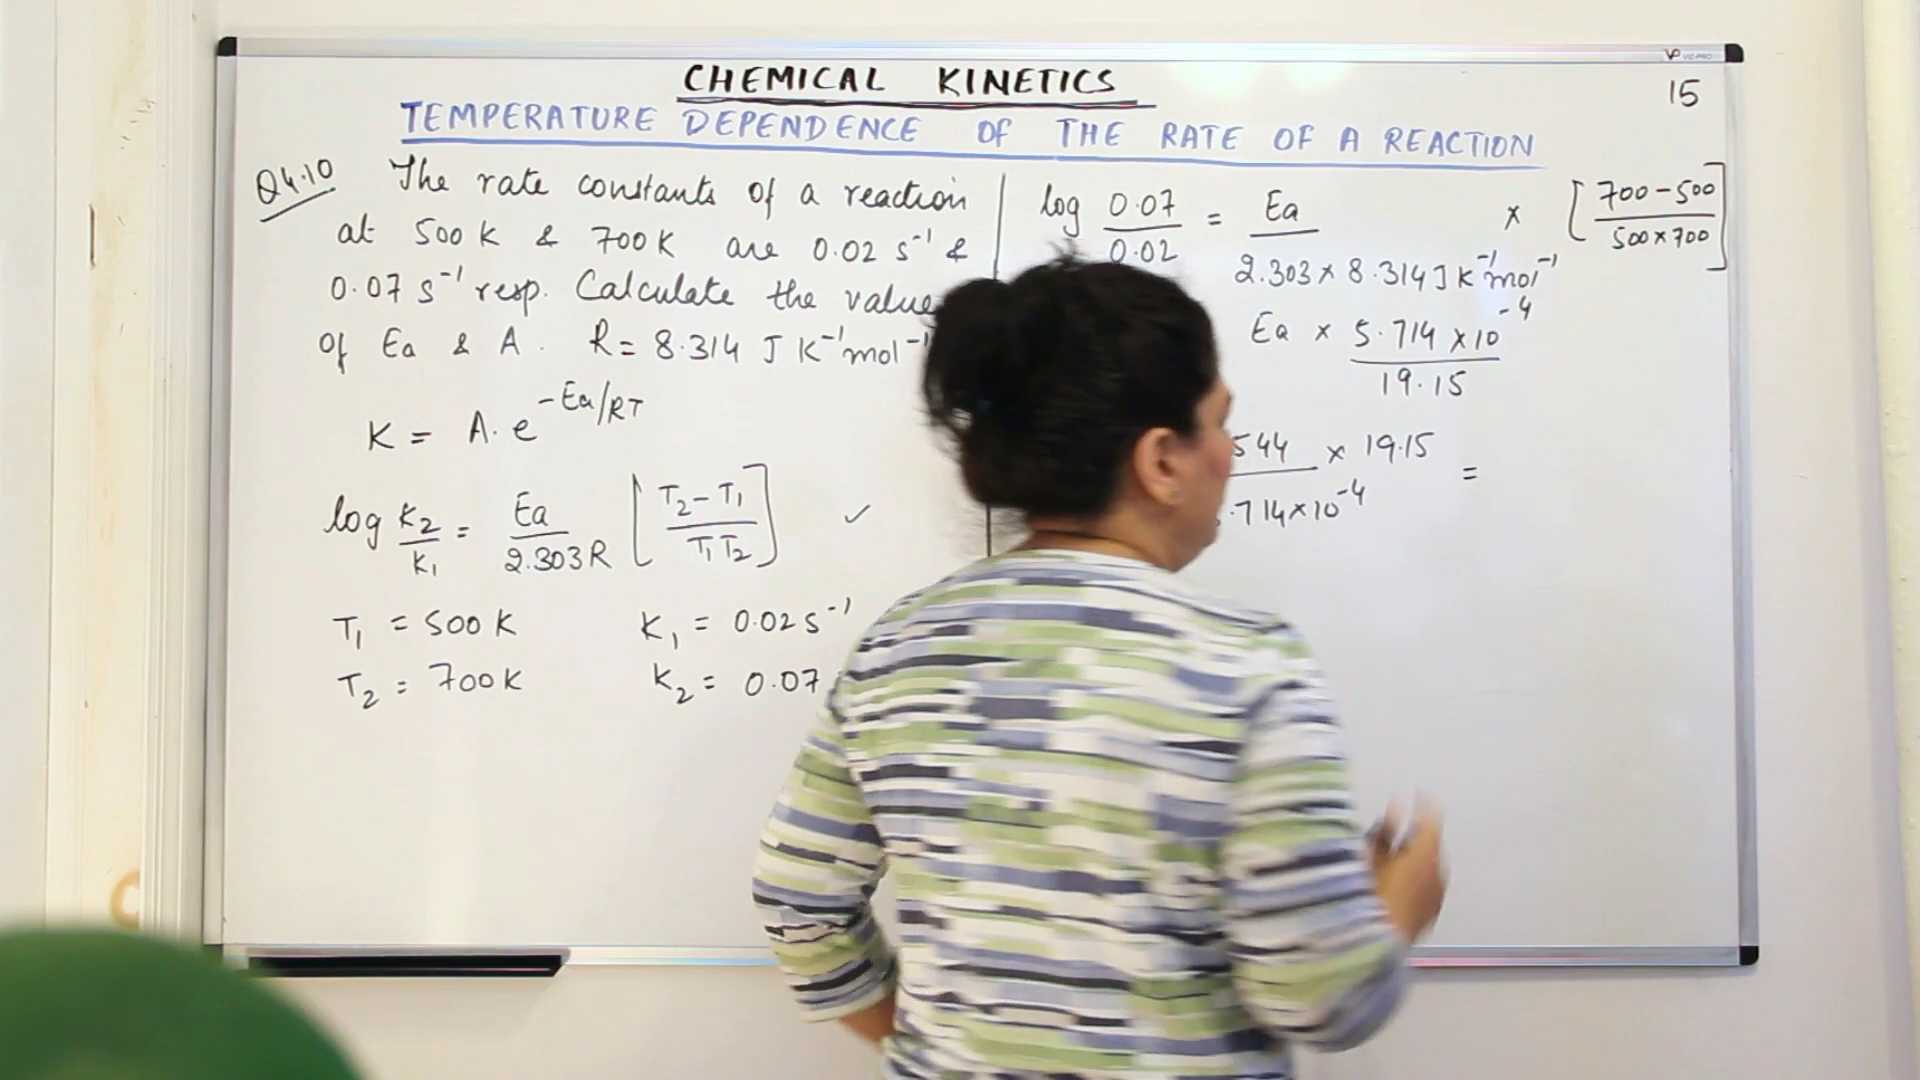 CHEMICAL KINETICS
15
TEMPERATURE DEPENDENCE OF THE RATE OF A REACTION
Q4.10 The rate constants of a reaction
at 500 K & 700K are 0.02 s⁻¹ &
0.07 s⁻¹ resp. Calculate the value
of Ea & A. R = 8.314 J K⁻¹ mol⁻¹
K = A. e^-Ea/RT
log K₂/K₁ = Ea/2.303R [T₂-T₁/T₁T₂] ✓
T₁ = 500 K K₁ = 0.02 s⁻¹
T₂ = 700 K K₂ = 0.07
log 0.07/0.02 = Ea/2.303 × 8.314 J K⁻¹ mol⁻¹ × [700-500/500×700]
Ea × 5.714 × 10⁻⁴/19.15
544 × 19.15 =
.714×10⁻⁴